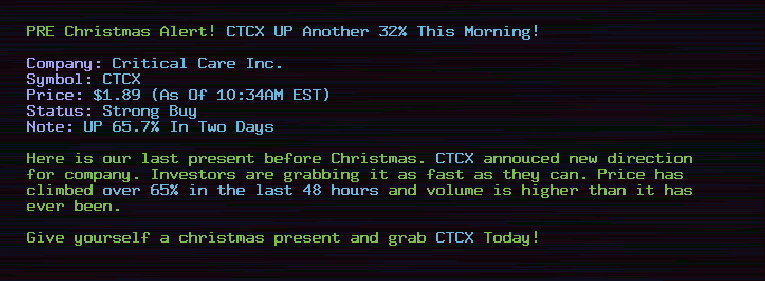 PRE Christmas Alert! CTCX UP Another 32% This Morning!
Company: Critical Care Inc.
Symbol: CTCX
Price: $1.89 (As Of 10:34AM EST)
Status: Strong Buy
Note: UP 65.7% In Two Days
Here is our last present before Christmas. CTCX annouced new direction
for company. Investors are grabbing it as fast as they can. Price has
climbed over 65% in the last 48 hours and volume is higher than it has
ever been.
Give yourself a christmas present and grab CTCX Today!